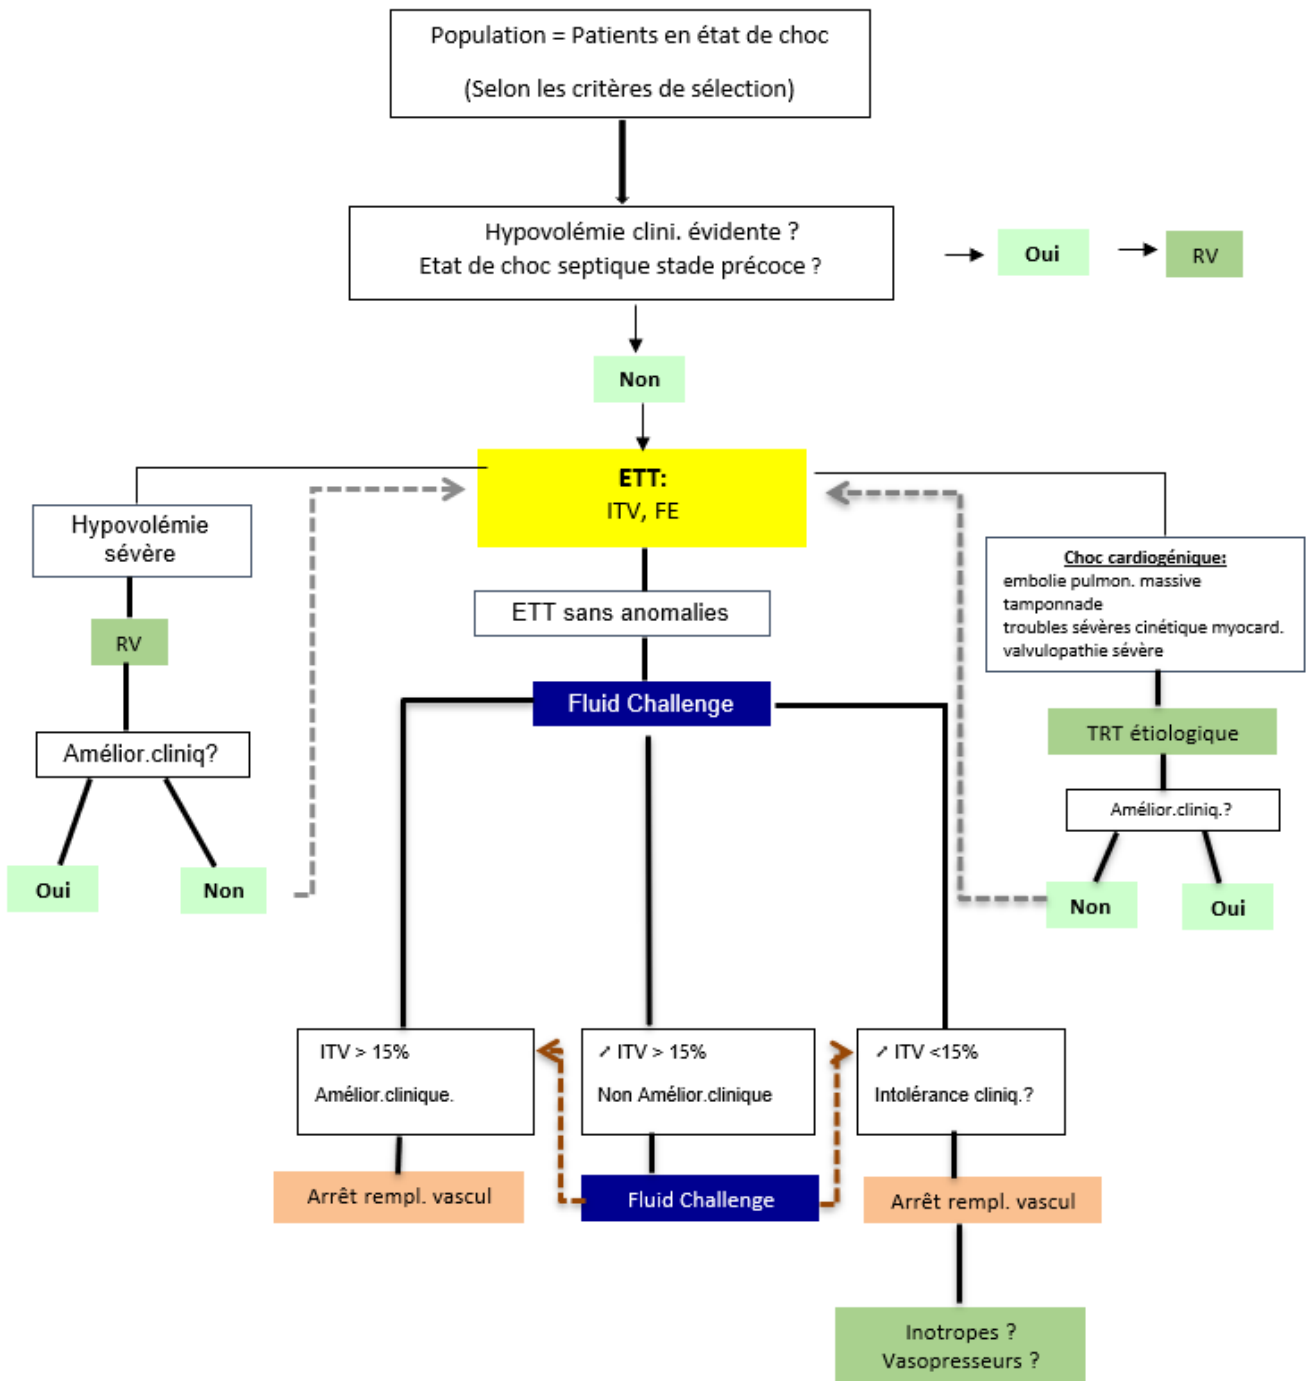 Population = Patients en état de choc
(Selon les critères de sélection)
Hypovolémie clini. évidente ?
Etat de choc septique stade précoce ?
Oui
RV
Non
ETT:
ITV, FE
Hypovolémie
sévère
RV
Amélior.cliniq?
Oui
Non
ETT sans anomalies
Fluid Challenge
Choc cardiogénique:
embolie pulmon. massive
tamponnade
troubles sévères cinétique myocard.
valvulopathie sévère
TRT étiologique
Amélior.cliniq.?
Non
Oui
ITV > 15%
Amélior.clinique.
↗ ITV > 15%
Non Amélior.clinique
↗ ITV <15%
Intolérance cliniq.?
Arrêt rempl. vascul
Fluid Challenge
Arrêt rempl. vascul
Inotropes ?
Vasopresseurs ?